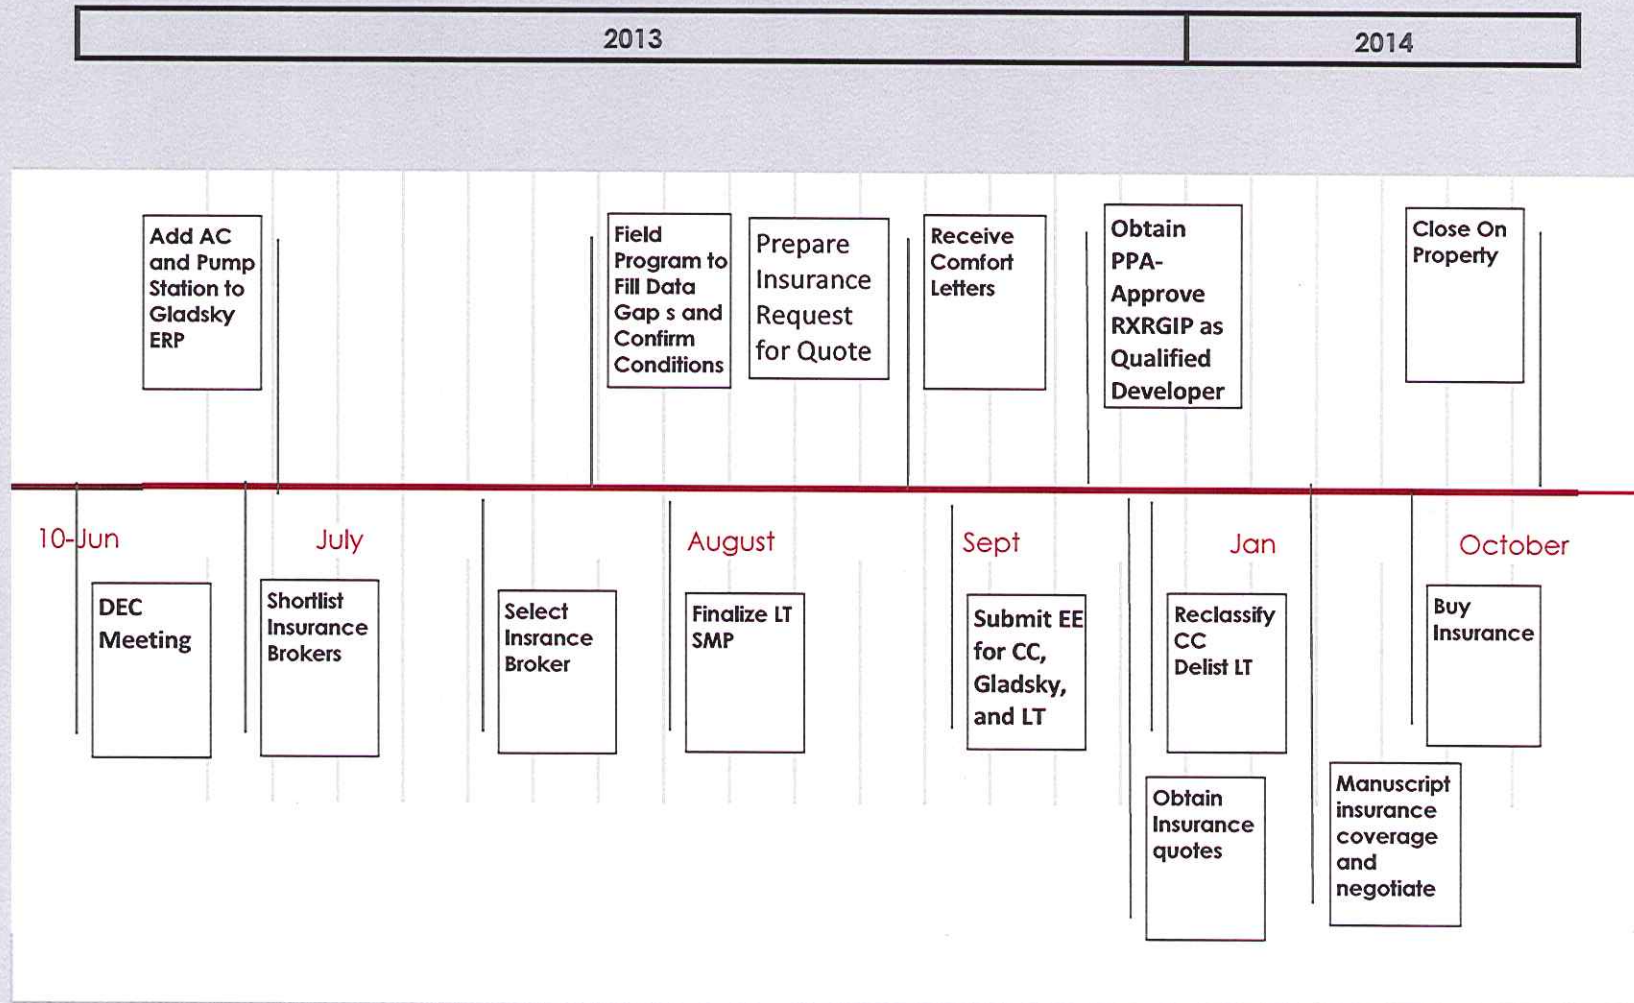 2013
2014
Add AC
and Pump
Station to
Gladsky
ERP
Field
Program to
Fill Data
Gap s and
Confirm
Conditions
Prepare
Insurance
Request
for Quote
Receive
Comfort
Letters
Obtain
PPA-
Approve
RXRGIP as
Qualified
Developer
Close On
Property
10-Jun
July
August
Sept
Jan
October
DEC
Meeting
Shortlist
Insurance
Brokers
Select
Insrance
Broker
Finalize LT
SMP
Submit EE
for CC,
Gladsky,
and LT
Reclassify
CC
Delist LT
Buy
Insurance
Obtain
Insurance
quotes
Manuscript
insurance
coverage
and
negotiate